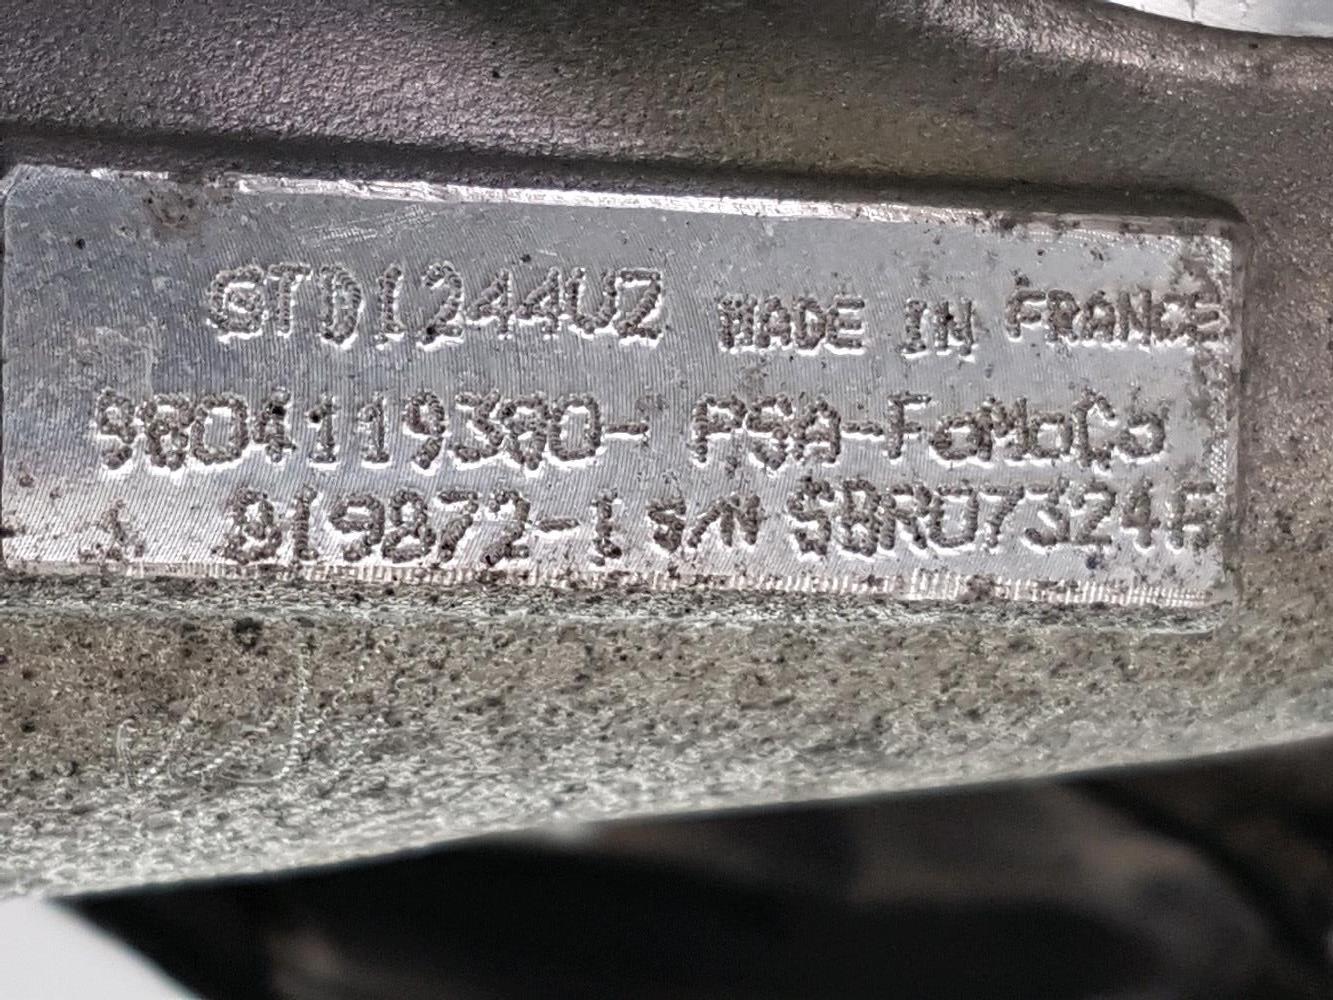 GTD1244VZ MADE IN FRANCE
9804119380- PSA-FoMoCo
819872-1 S/N SBR07324F